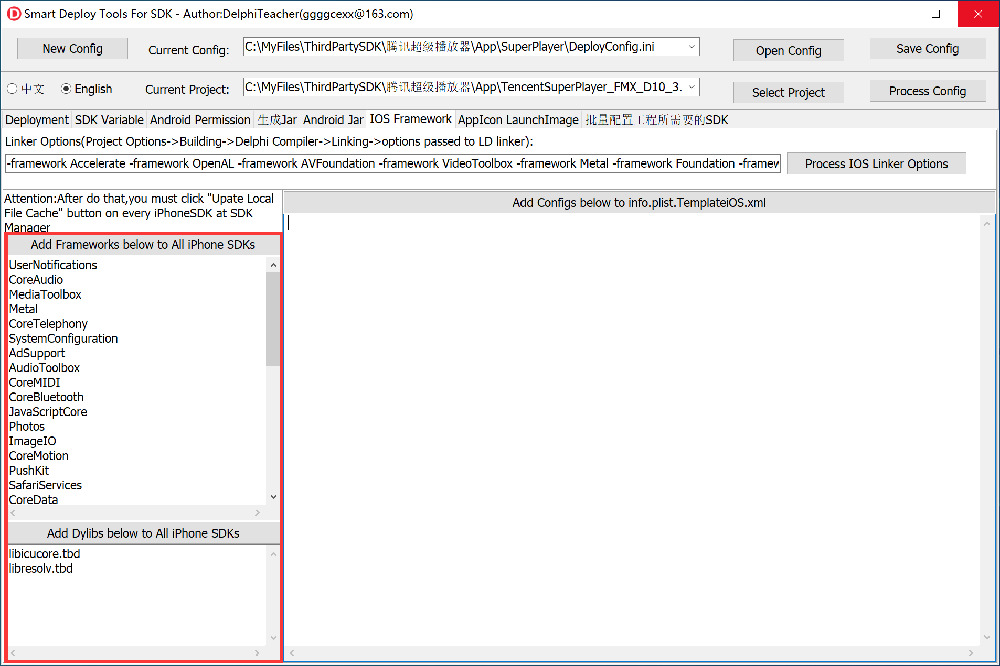 Smart Deploy Tools For SDK - Author:DelphiTeacher(ggggcexx@163.com)
New Config
Current Config:
C:\MyFiles\ThirdPartySDK\腾讯超级播放器\App\SuperPlayer\DeployConfig.ini
Open Config
Save Config
中文
English
Current Project:
C:\MyFiles\ThirdPartySDK\腾讯超级播放器\App\TencentSuperPlayer_FMX_D10_3.
Select Project
Process Config
Deployment
SDK Variable
Android Permission
生成Jar
Android Jar
IOS Framework
AppIcon LaunchImage
批量配置工程所需要的SDK
Linker Options(Project Options->Building->Delphi Compiler->Linking->options passed to LD linker):
-framework Accelerate -framework OpenAL -framework AVFoundation -framework VideoToolbox -framework Metal -framework Foundation -framew
Process IOS Linker Options
Attention:After do that,you must click "Upate Local
File Cache" button on every iPhoneSDK at SDK
Manager
Add Configs below to info.plist.TemplateiOS.xml
Add Frameworks below to All iPhone SDKs
UserNotifications
CoreAudio
MediaToolbox
Metal
CoreTelephony
SystemConfiguration
AdSupport
AudioToolbox
CoreMIDI
CoreBluetooth
JavaScriptCore
Photos
ImageIO
CoreMotion
PushKit
SafariServices
CoreData
Add Dylibs below to All iPhone SDKs
libicucore.tbd
libresolv.tbd